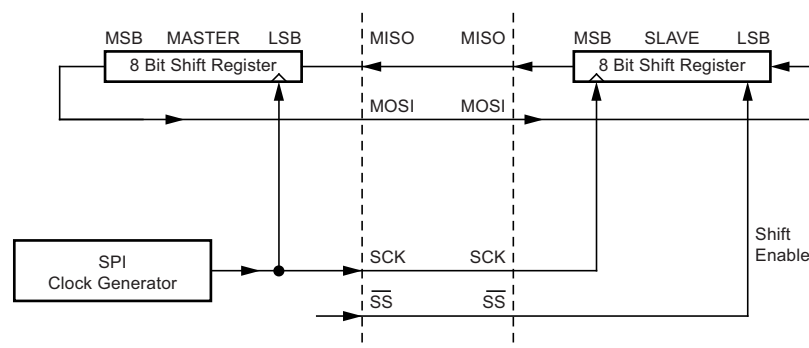 MSB MASTER LSB
MISO MISO
MSB SLAVE LSB
8 Bit Shift Register
8 Bit Shift Register
MOSI MOSI
Shift
Enable
SPI
Clock Generator
SCK SCK
SS SS